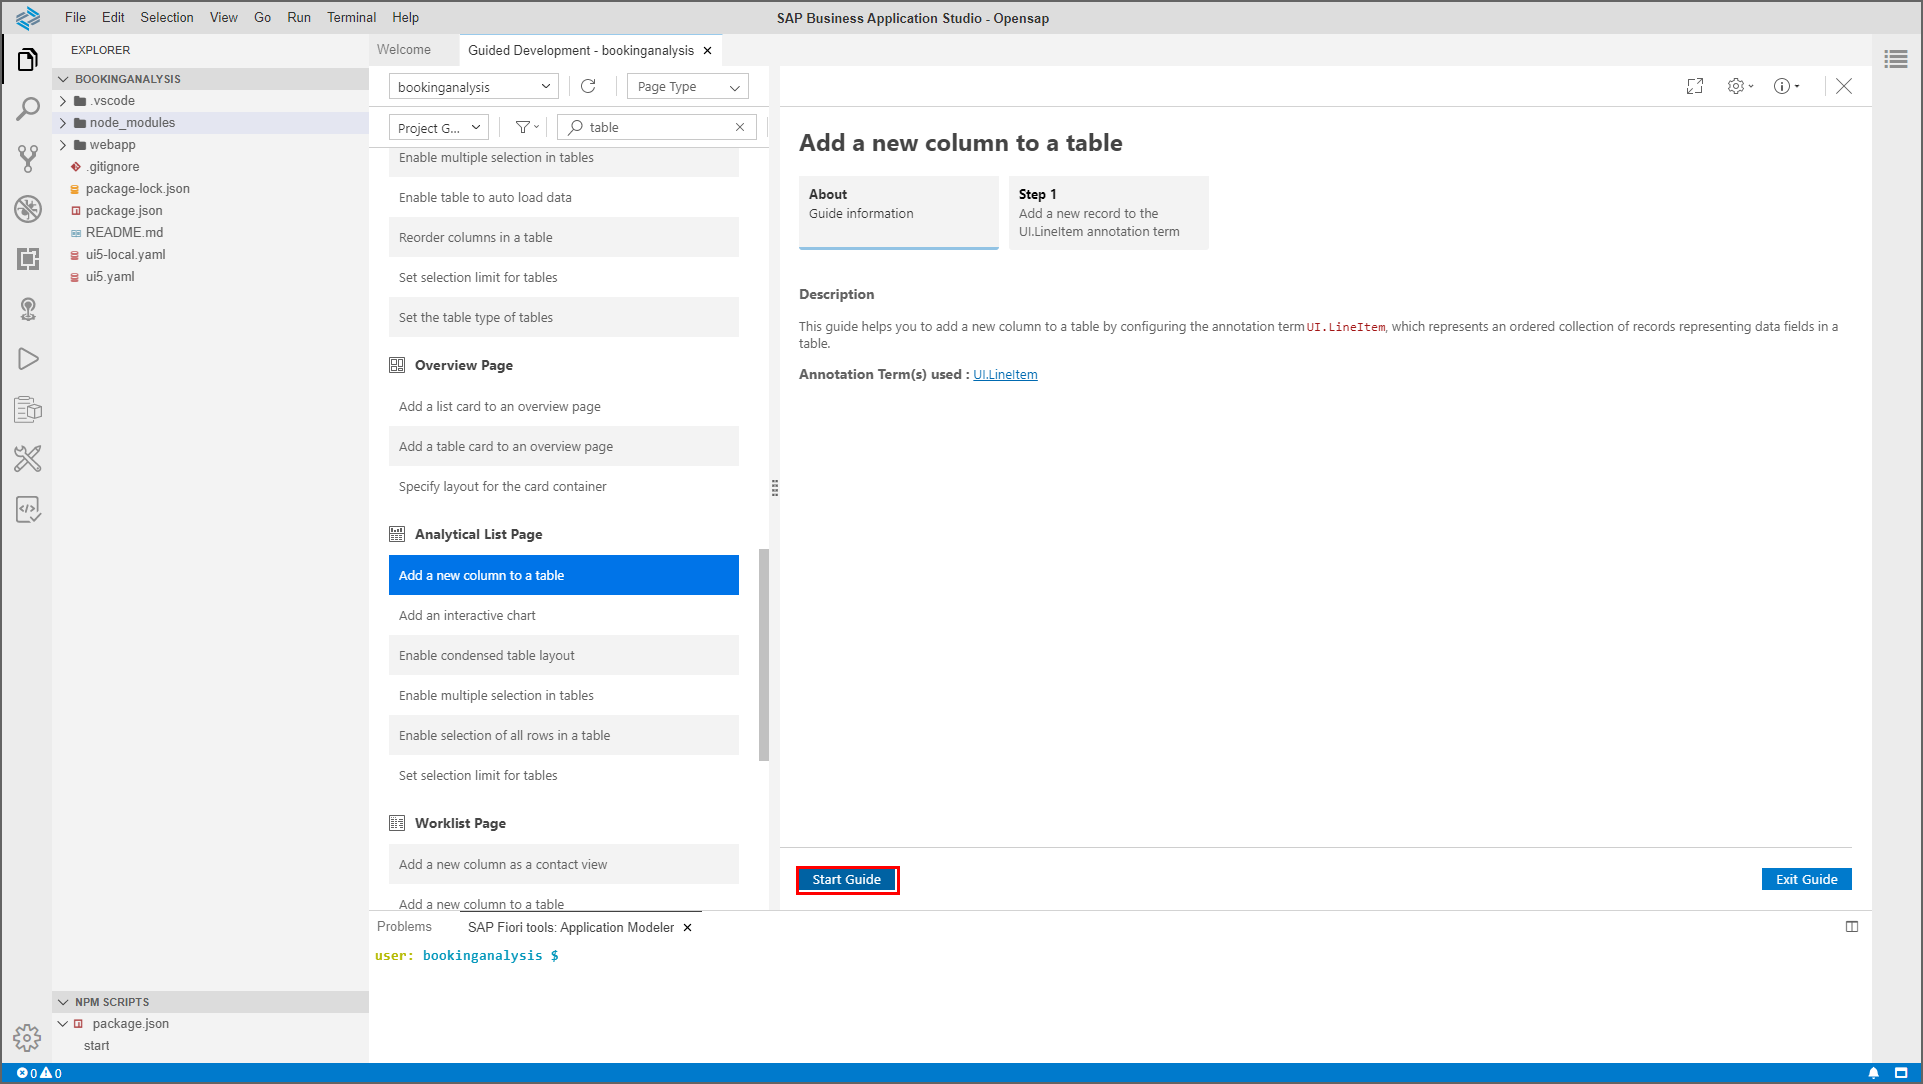 File Edit Selection View Go Run Terminal Help
SAP Business Application Studio - Opensap
EXPLORER
BOOKINGANALYSIS
.vscode
node_modules
webapp
.gitignore
package-lock.json
package.json
README.md
ui5-local.yaml
ui5.yaml
NPM SCRIPTS
package.json
start
Welcome
Guided Development - bookinganalysis
bookinganalysis
Page Type
Project G...
table
Enable multiple selection in tables
Enable table to auto load data
Reorder columns in a table
Set selection limit for tables
Set the table type of tables
Overview Page
Add a list card to an overview page
Add a table card to an overview page
Specify layout for the card container
Analytical List Page
Add a new column to a table
Add an interactive chart
Enable condensed table layout
Enable multiple selection in tables
Enable selection of all rows in a table
Set selection limit for tables
Worklist Page
Add a new column as a contact view
Add a new column to a table
Add a new column to a table
About
Guide information
Step 1
Add a new record to the
UI.LineItem annotation term
Description
This guide helps you to add a new column to a table by configuring the annotation term UI.LineItem, which represents an ordered collection of records representing data fields in a
table.
Annotation Term(s) used : UI.LineItem
Start Guide
Exit Guide
Problems
SAP Fiori tools: Application Modeler
user: bookinganalysis $
0 0